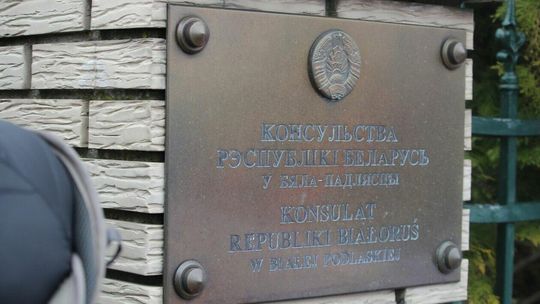 КОНСУЛЬСТВА
РЭСПУБЛІКІ БЕЛАРУСЬ
Ў БЯЛА-ПАДЛЯСЦЫ
KONSULAT
REPUBLIKI BIAŁORUŚ
W BIAŁEJ PODLASKIEJ